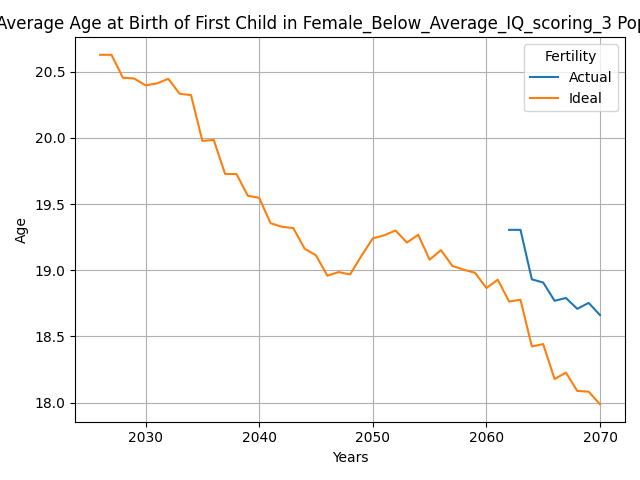 Average Age at Birth of First Child in Female_Below_Average_IQ_scoring_3
Fertility
Actual
Ideal
20.5
20.0
19.5
19.0
18.5
18.0
Age
2030 2040 2050 2060 2070
Years